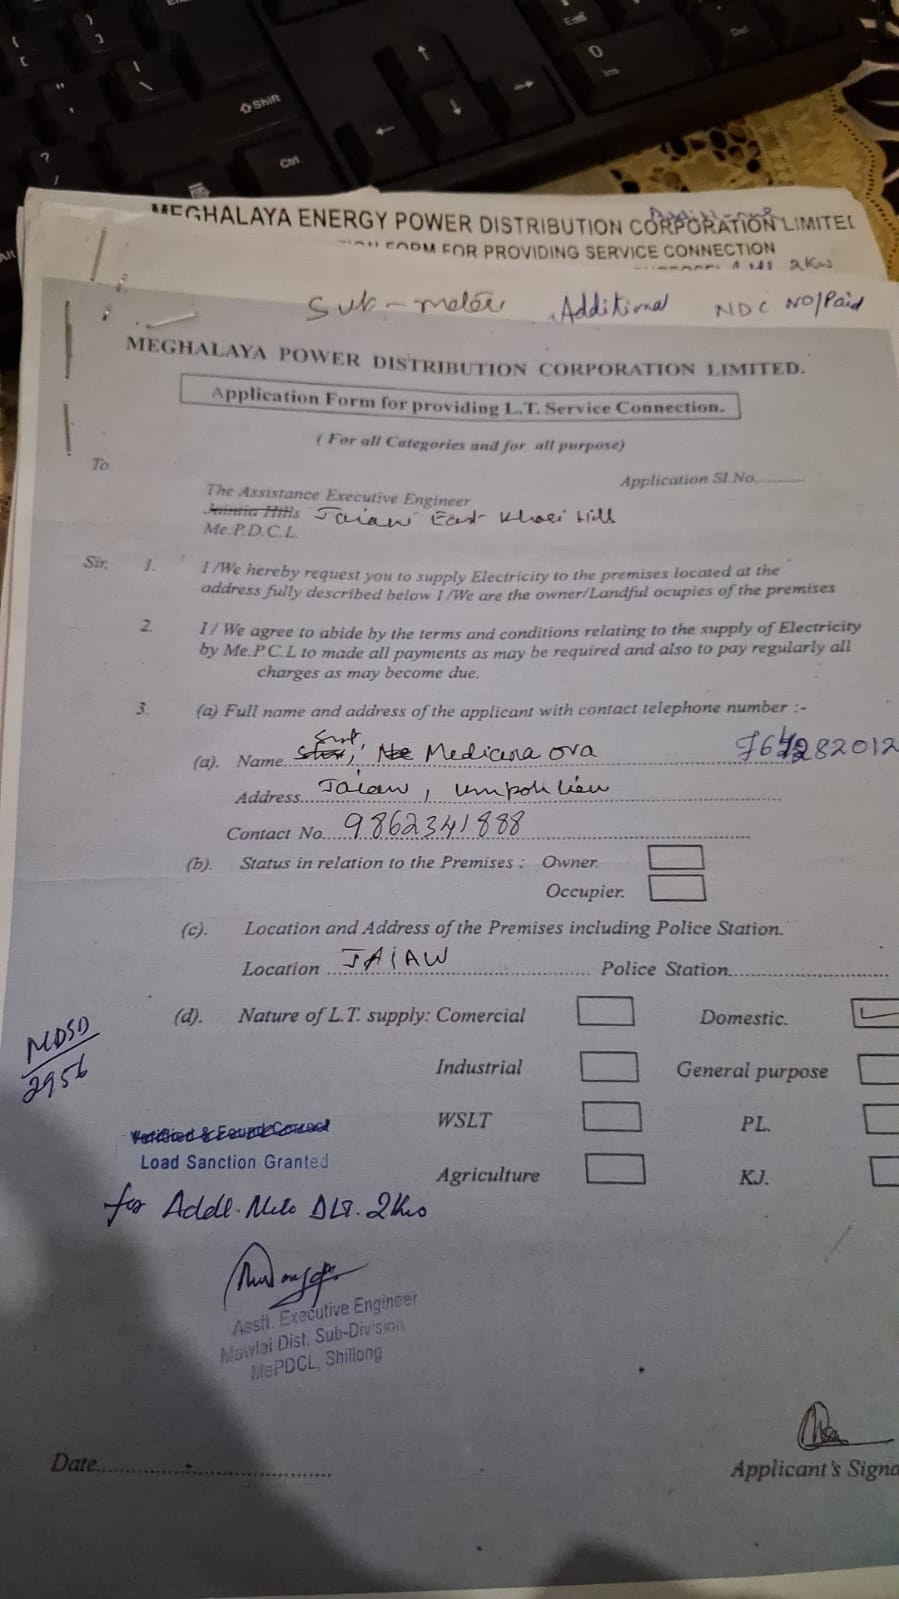 MEGHALAYA ENERGY POWER DISTRIBUTION CORPORATION LIMITED
FORM FOR PROVIDING SERVICE CONNECTION
2Kw
Sub-meter Additional NDC NO/Paid
MEGHALAYA POWER DISTRIBUTION CORPORATION LIMITED.
Application Form for providing L.T. Service Connection.
( For all Categories and for all purpose)
To
Application Sl.No............
The Assistance Executive Engineer
Jaintia Hills Jaiaw East Khasi Hill
Me.P.D.C.L.
Sir, 1. I/We hereby request you to supply Electricity to the premises located at the
address fully described below I/We are the owner/Landful ocupies of the premises
2. I/ We agree to abide by the terms and conditions relating to the supply of Electricity
by Me.P.C.L to made all payments as may be required and also to pay regularly all
charges as may become due.
3. (a) Full name and address of the applicant with contact telephone number :-
(a). Name Smt
Address Jaiaw,
Contact No. 9862341888
(b). Status in relation to the Premises : Owner.
Occupier.
(c). Location and Address of the Premises including Police Station.
Location JAIAW Police Station
(d). Nature of L.T. supply: Comercial Domestic.
MDSD
2956
Industrial General purpose
WSLT PL.
Verified & Found Correct
Load Sanction Granted
Agriculture KJ.
for Addl. DLT. 2Kw
Asstt. Executive Engineer
Mawlai Dist. Sub-Division
MePDCL, Shillong
Date
Applicant's Signa